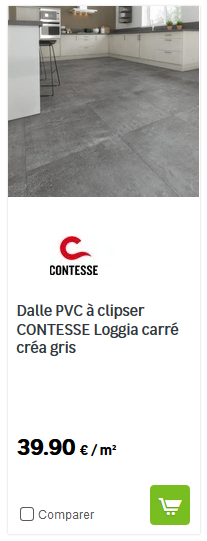 CONTESSE
Dalle PVC à clipser
CONTESSE Loggia carré
créa gris
39.90 € / m²
Comparer